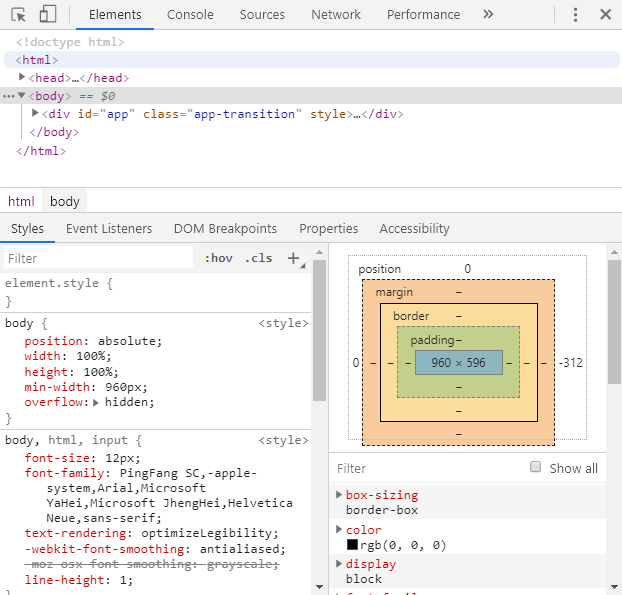 Elements Console Sources Network Performance »
<!doctype html>
<html>
<head>…</head>
<body> == $0
<div id="app" class="app-transition" style>…</div>
</body>
</html>
html body
Styles Event Listeners DOM Breakpoints Properties Accessibility
Filter :hov .cls +
element.style {
}
body { <style>
position: absolute;
width: 100%;
height: 100%;
min-width: 960px;
overflow: hidden;
}
body, html, input { <style>
font-size: 12px;
font-family: PingFang SC,-apple-
system,Arial,Microsoft
YaHei,Microsoft JhengHei,Helvetica
Neue,sans-serif;
text-rendering: optimizeLegibility;
-webkit-font-smoothing: antialiased;
-moz-osx-font-smoothing: grayscale;
line-height: 1;
position 0
margin –
border –
padding –
0 – – – 960 × 596 – – – -312
–
–
–
Filter Show all
box-sizing
border-box
color
rgb(0, 0, 0)
display
block